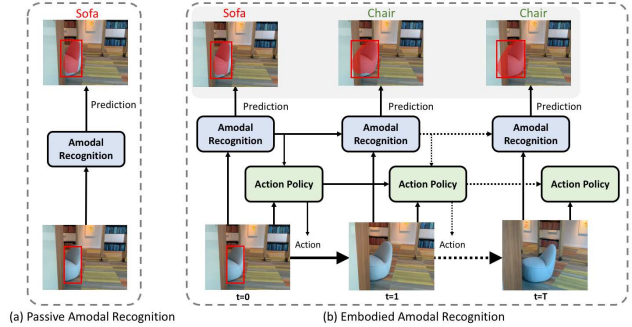 Sofa
Prediction
Amodal
Recognition
(a) Passive Amodal Recognition
Sofa
Chair
Chair
Prediction
Prediction
Prediction
Amodal
Recognition
Amodal
Recognition
Amodal
Recognition
Action Policy
Action Policy
Action Policy
Action
Action
t=0
t=1
t=T
(b) Embodied Amodal Recognition